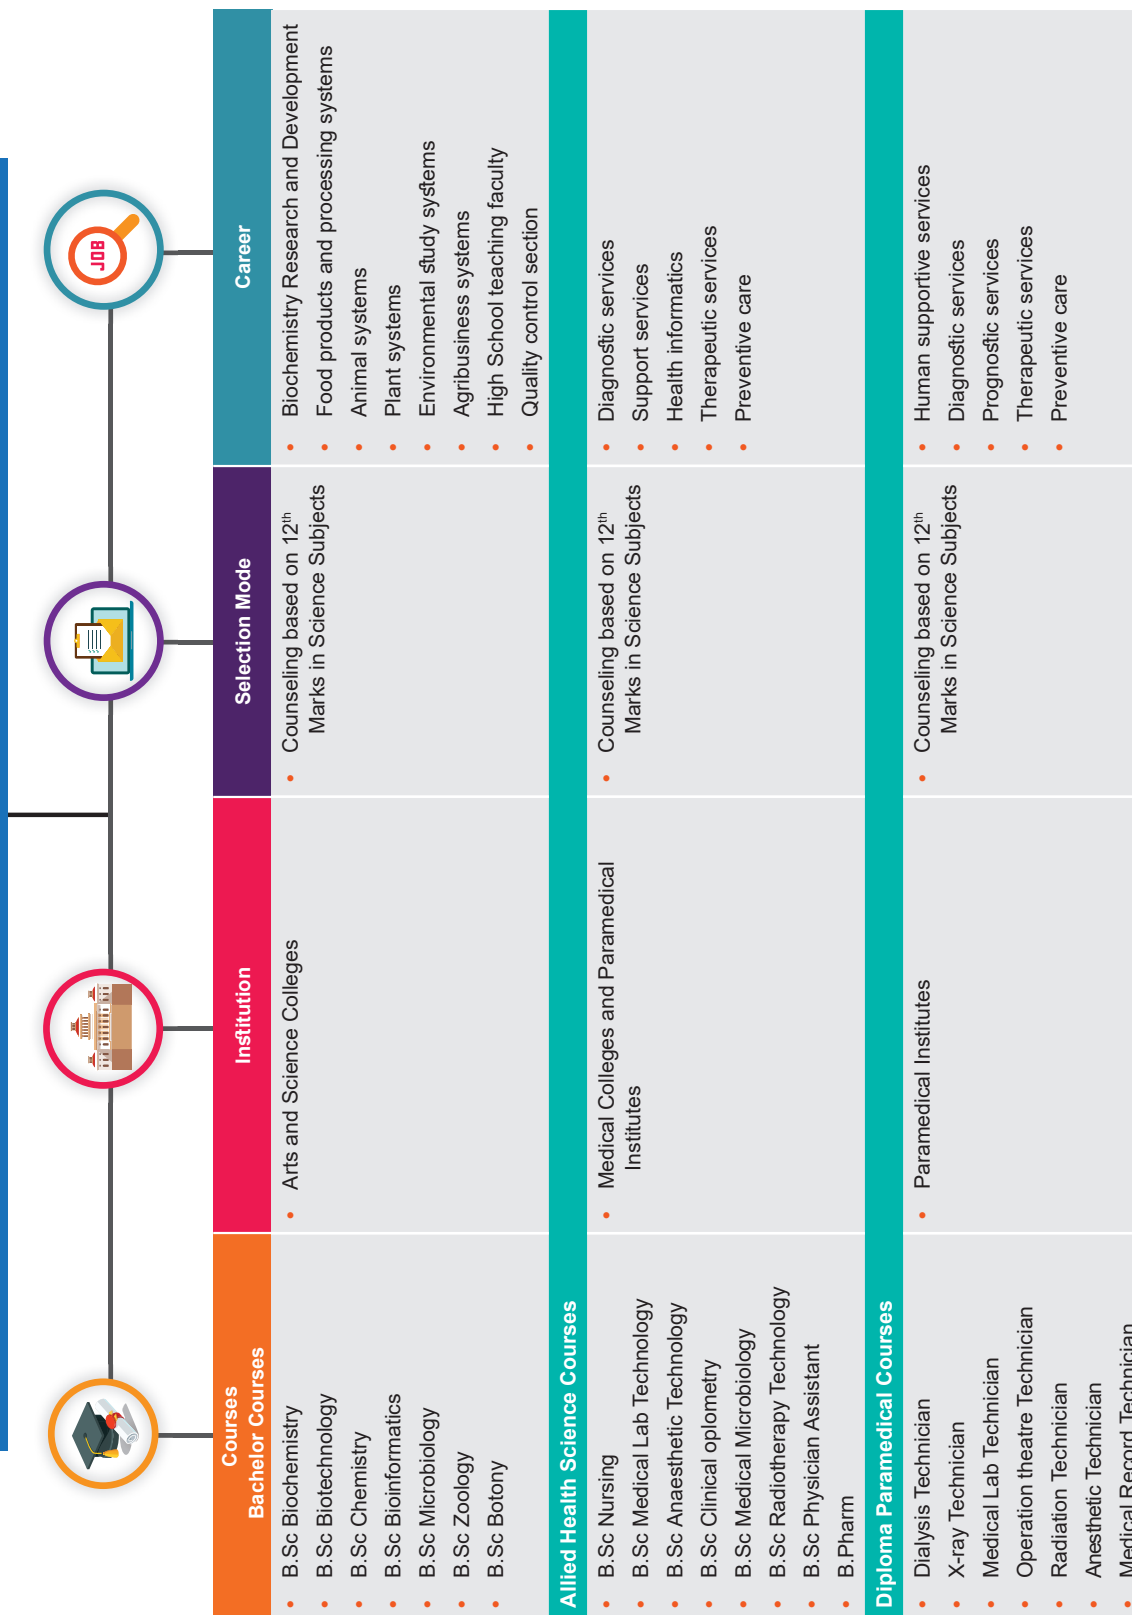 JOB
Courses
Bachelor Courses
Institution
Selection Mode
Career
• B.Sc Biochemistry
• B.Sc Biotechnology
• B.Sc Chemistry
• B.Sc Bioinformatics
• B.Sc Microbiology
• B.Sc Zoology
• B.Sc Botony
• Arts and Science Colleges
• Counseling based on 12th
Marks in Science Subjects
• Biochemistry Research and Development
• Food products and processing systems
• Animal systems
• Plant systems
• Environmental study systems
• Agribusiness systems
• High School teaching faculty
• Quality control section
Allied Health Science Courses
• B.Sc Nursing
• B.Sc Medical Lab Technology
• B.Sc Anaesthetic Technology
• B.Sc Clinical oplometry
• B.Sc Medical Microbiology
• B.Sc Radiotherapy Technology
• B.Sc Physician Assistant
• B.Pharm
• Medical Colleges and Paramedical
Institutes
• Counseling based on 12th
Marks in Science Subjects
• Diagnostic services
• Support services
• Health informatics
• Therapeutic services
• Preventive care
Diploma Paramedical Courses
• Dialysis Technician
• X-ray Technician
• Medical Lab Technician
• Operation theatre Technician
• Radiation Technician
• Anesthetic Technician
• Medical Record Technician
• Paramedical Institutes
• Counseling based on 12th
Marks in Science Subjects
• Human supportive services
• Diagnostic services
• Prognostic services
• Therapeutic services
• Preventive care